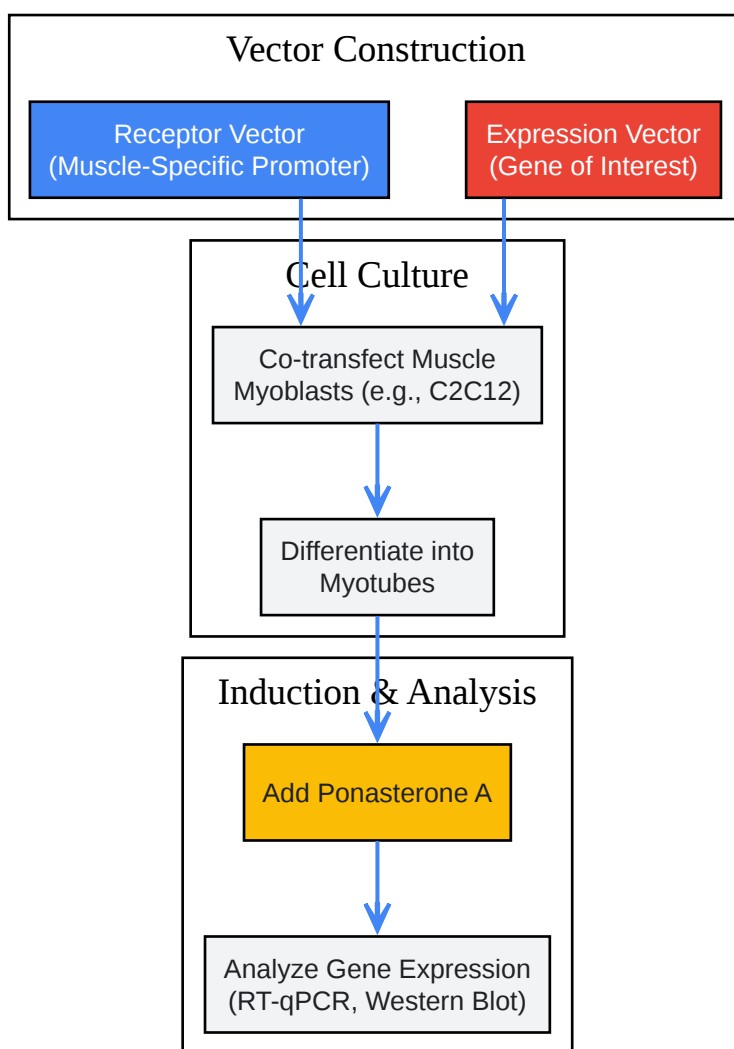 Vector Construction
Receptor Vector
(Muscle-Specific Promoter)
Expression Vector
(Gene of Interest)
Cell Culture
Co-transfect Muscle
Myoblasts (e.g., C2C12)
Differentiate into
Myotubes
Induction & Analysis
Add Ponasterone A
Analyze Gene Expression
(RT-qPCR, Western Blot)